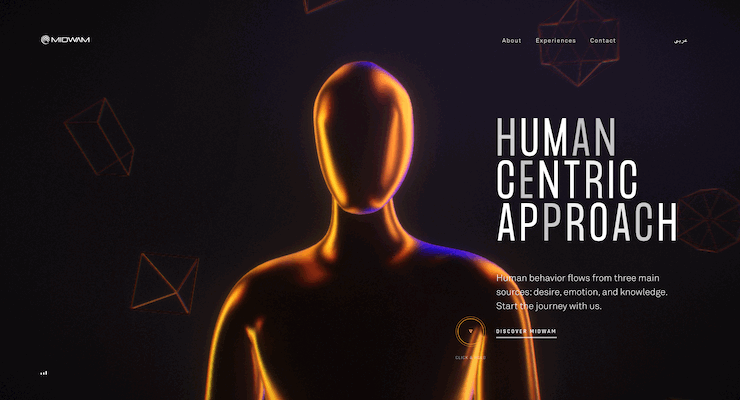 MIDWAM
About Experiences Contact عربي
HUMAN
CENTRIC
APPROACH
Human behavior flows from three main
sources: desire, emotion, and knowledge.
Start the journey with us.
DISCOVER MIDWAM